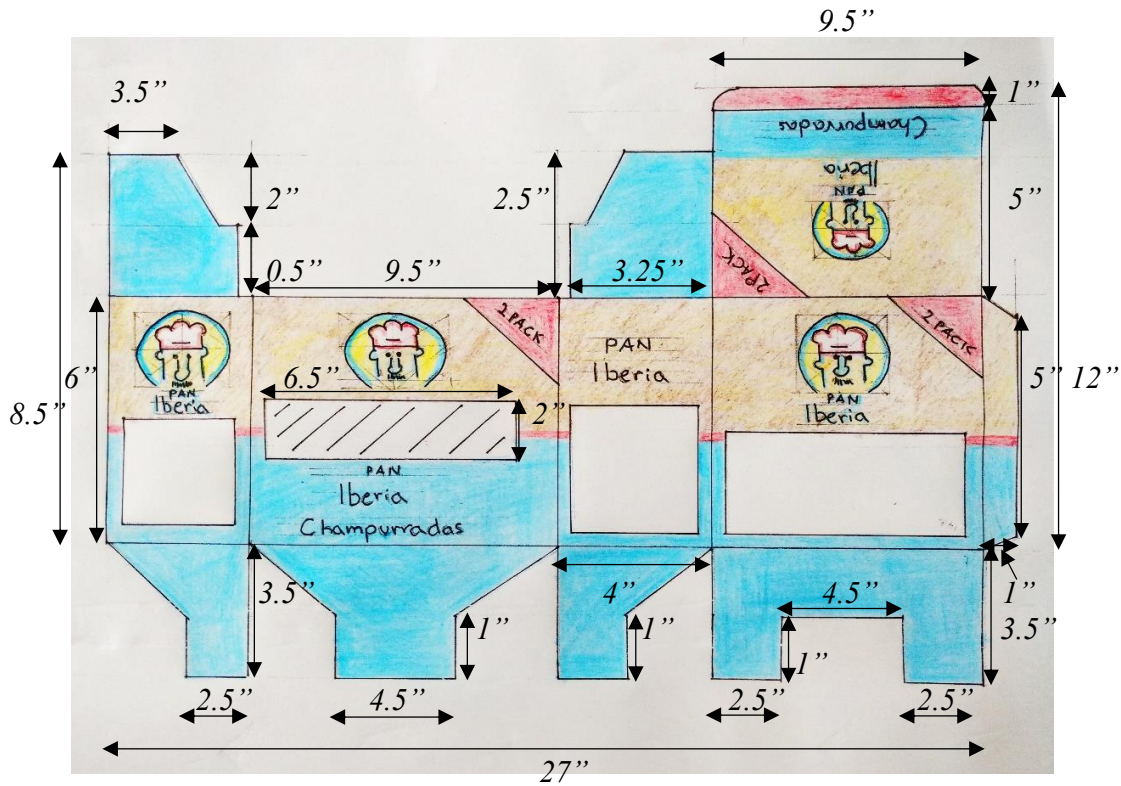 9.5”
3.5”
1”
Champurradas
Iberia
PAN
2”
2.5”
5”
2 PACK
0.5”
9.5”
3.25”
2 PACK
2 PACK
PAN
Iberia
6”
6.5”
5”
12”
PAN
Iberia
PAN
Iberia
8.5”
2”
PAN
Iberia
Champurradas
3.5”
4”
4.5”
1”
1”
1”
3.5”
1”
2.5”
4.5”
2.5”
2.5”
27”